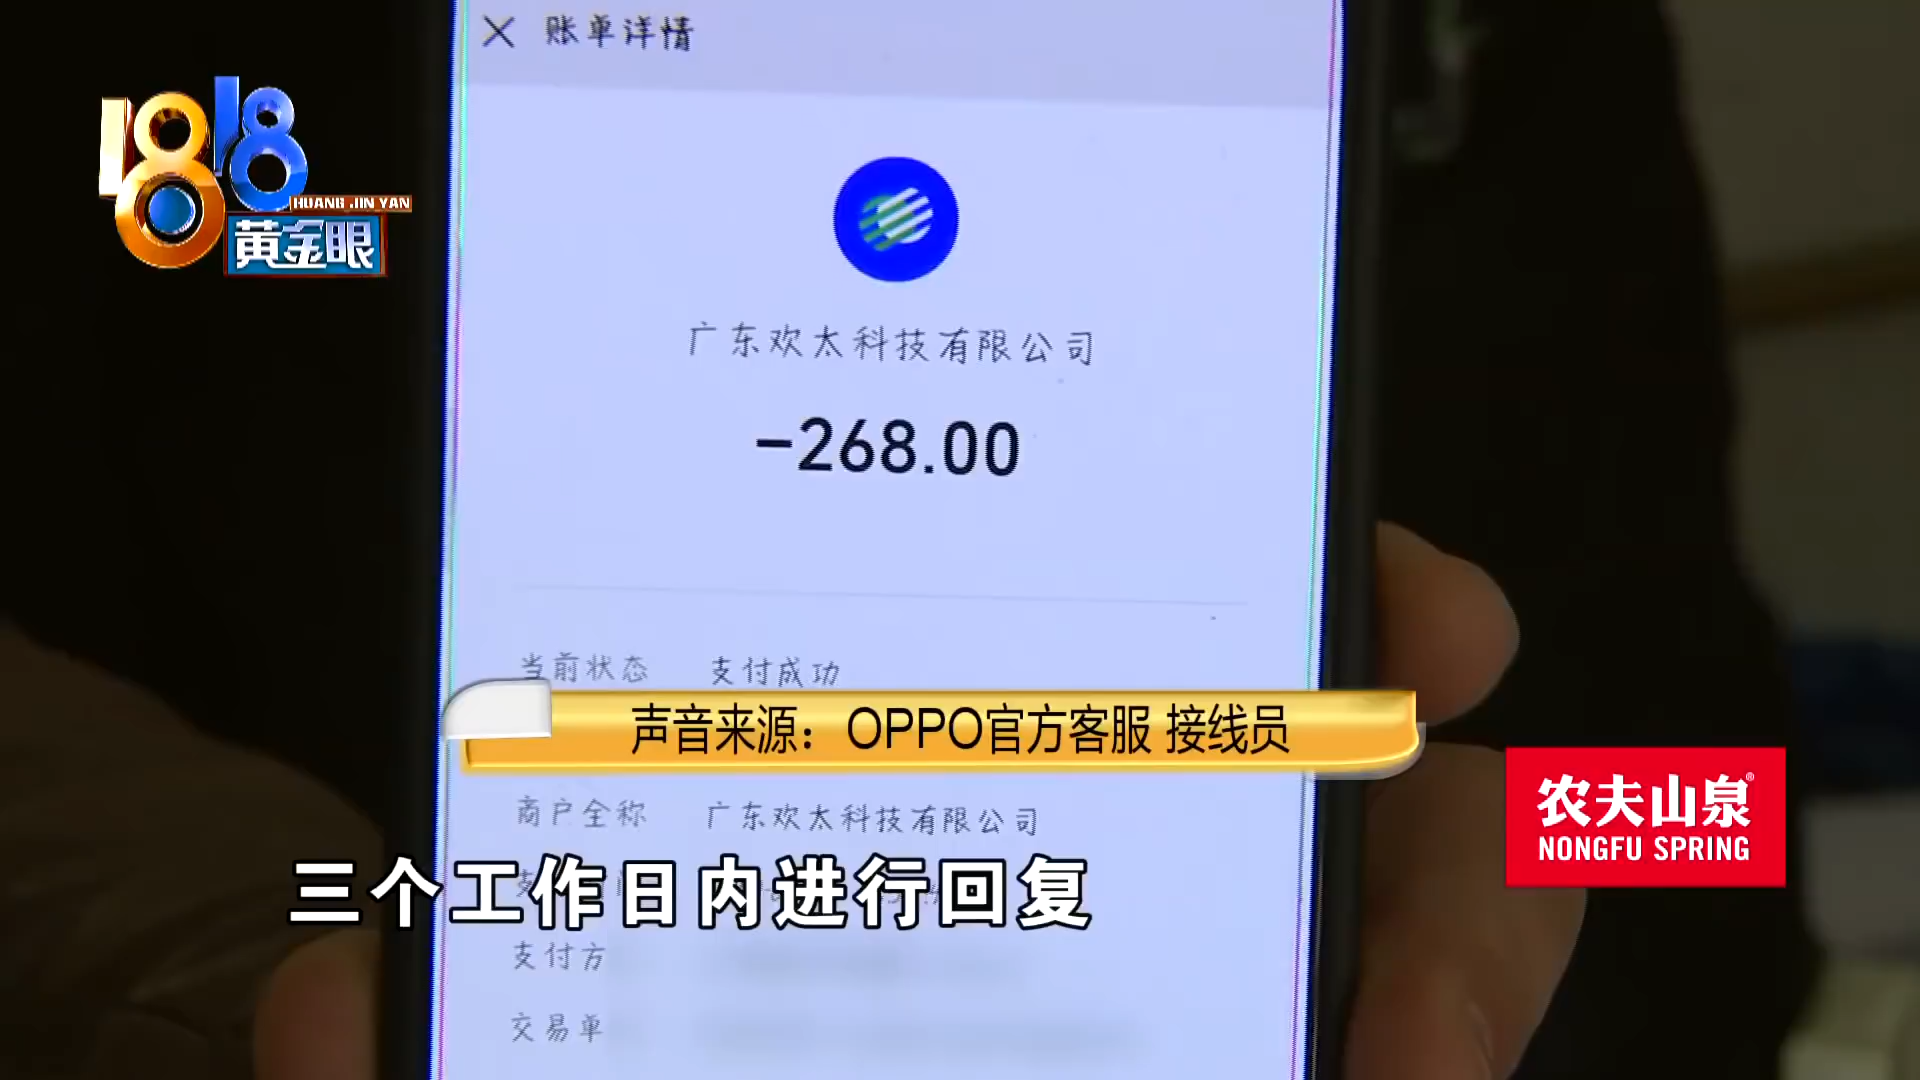 账单详情
1818
HUANG JIN YAN
黄金眼
广东欢太科技有限公司
-268.00
当前状态 支付成功
声音来源：OPPO官方客服 接线员
商户全称 广东欢太科技有限公司
农夫山泉®
NONGFU SPRING
三个工作日内进行回复
支付方
交易单